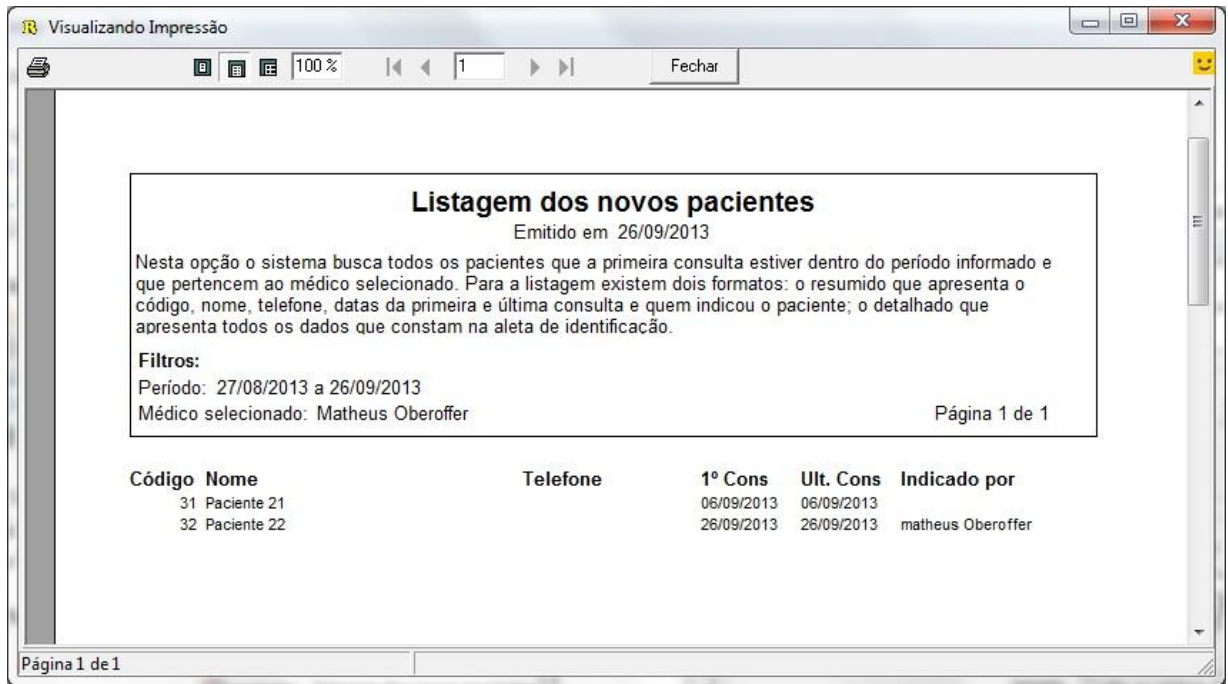 Visualizando Impressão
100 % 1 Fechar
Listagem dos novos pacientes
Emitido em 26/09/2013
Nesta opção o sistema busca todos os pacientes que a primeira consulta estiver dentro do período informado e
que pertencem ao médico selecionado. Para a listagem existem dois formatos: o resumido que apresenta o
código, nome, telefone, datas da primeira e última consulta e quem indicou o paciente; o detalhado que
apresenta todos os dados que constam na aleta de identificação.
Filtros:
Período: 27/08/2013 a 26/09/2013
Médico selecionado: Matheus Oberoffer Página 1 de 1
Código Nome Telefone 1º Cons Ult. Cons Indicado por
31 Paciente 21 06/09/2013 06/09/2013
32 Paciente 22 26/09/2013 26/09/2013 matheus Oberoffer
Página 1 de 1